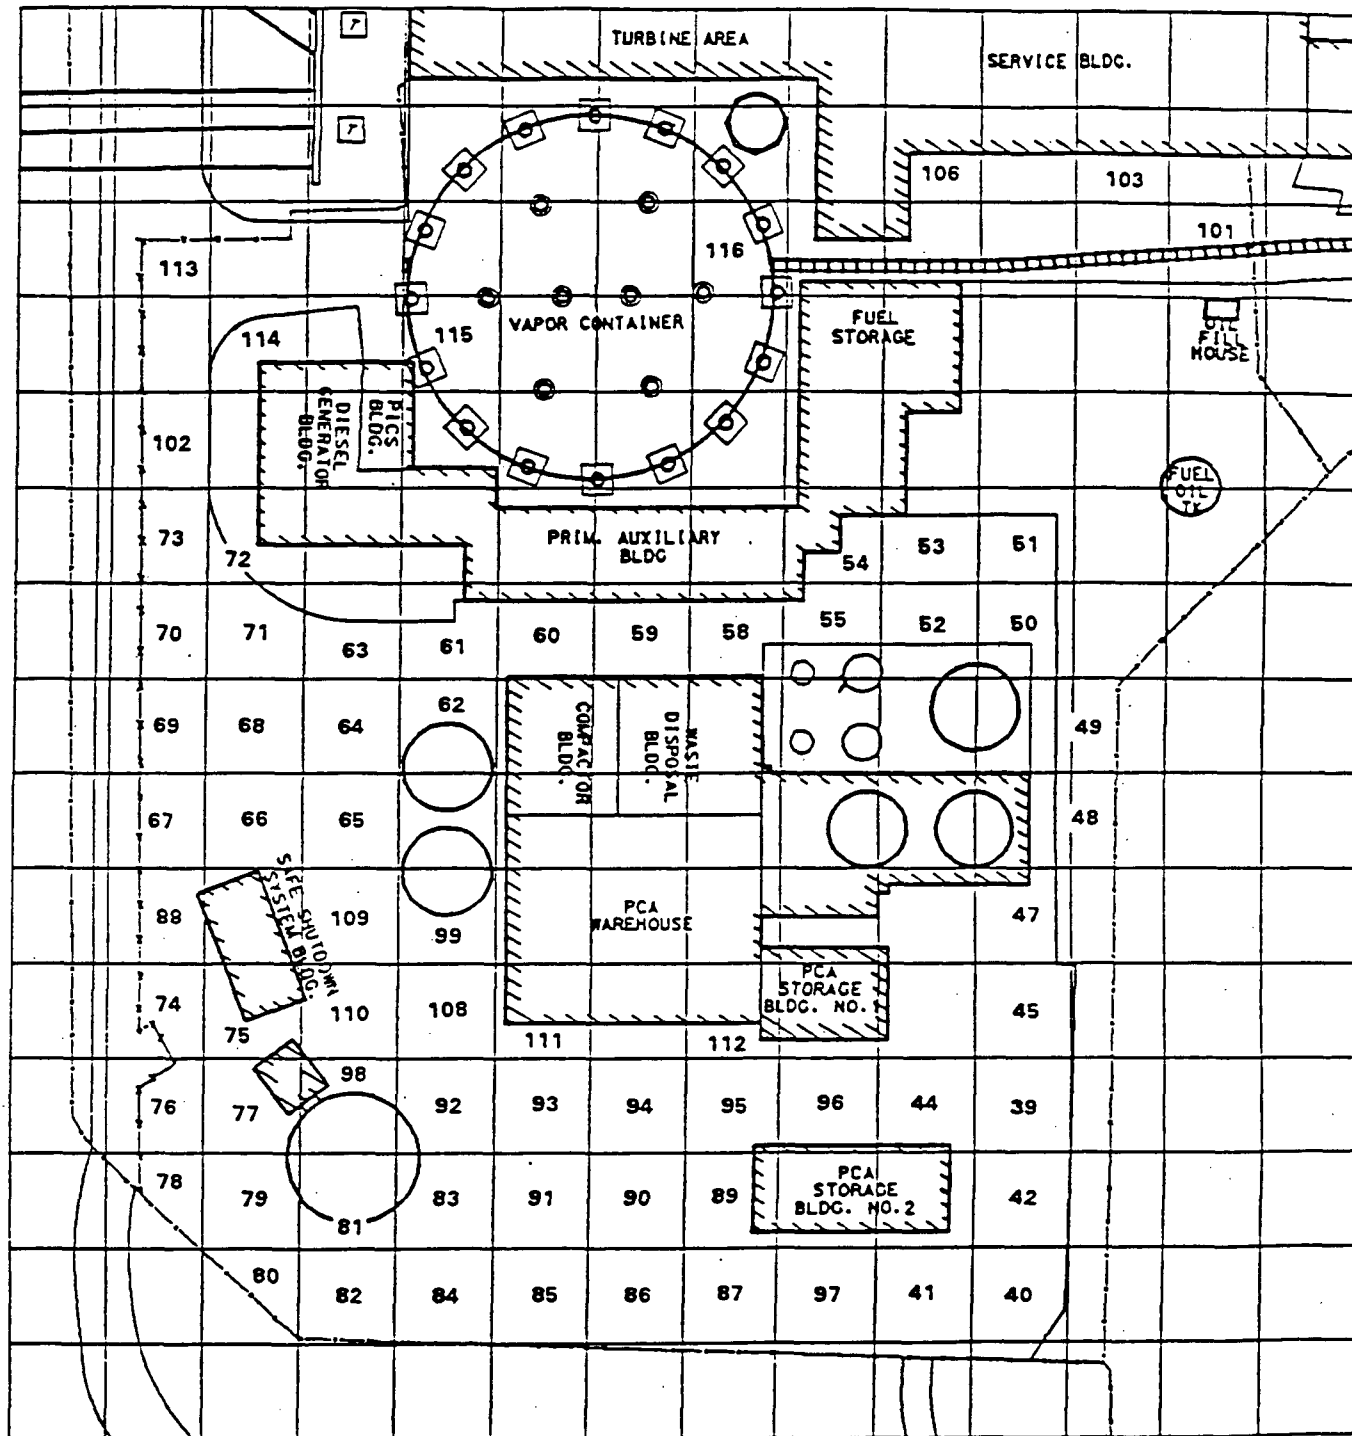 T
TURBINE AREA
SERVICE BLDG.
T
106
103
101
113
116
FUEL
STORAGE
114
115
VAPOR CONTAINER
OIL
FILL
HOUSE
PICS
BLDG.
DIESEL
GENERATOR
BLDG.
102
FUEL
OIL
TK
73
72
PRIM. AUXILIARY
BLDG
54
53
51
70
71
63
61
60
59
58
55
52
50
69
68
64
62
COMPACTOR
BLDG.
WASTE
DISPOSAL
BLDG.
49
67
66
65
48
SAFE SHUTDOWN
SYSTEM BLDG.
88
109
99
PCA
WAREHOUSE
47
74
75
110
108
PCA
STORAGE
BLDG. NO.1
45
111
112
98
76
77
92
93
94
95
96
44
39
78
79
81
83
91
90
89
PCA
STORAGE
BLDG. NO.2
42
80
82
84
85
86
87
97
41
40